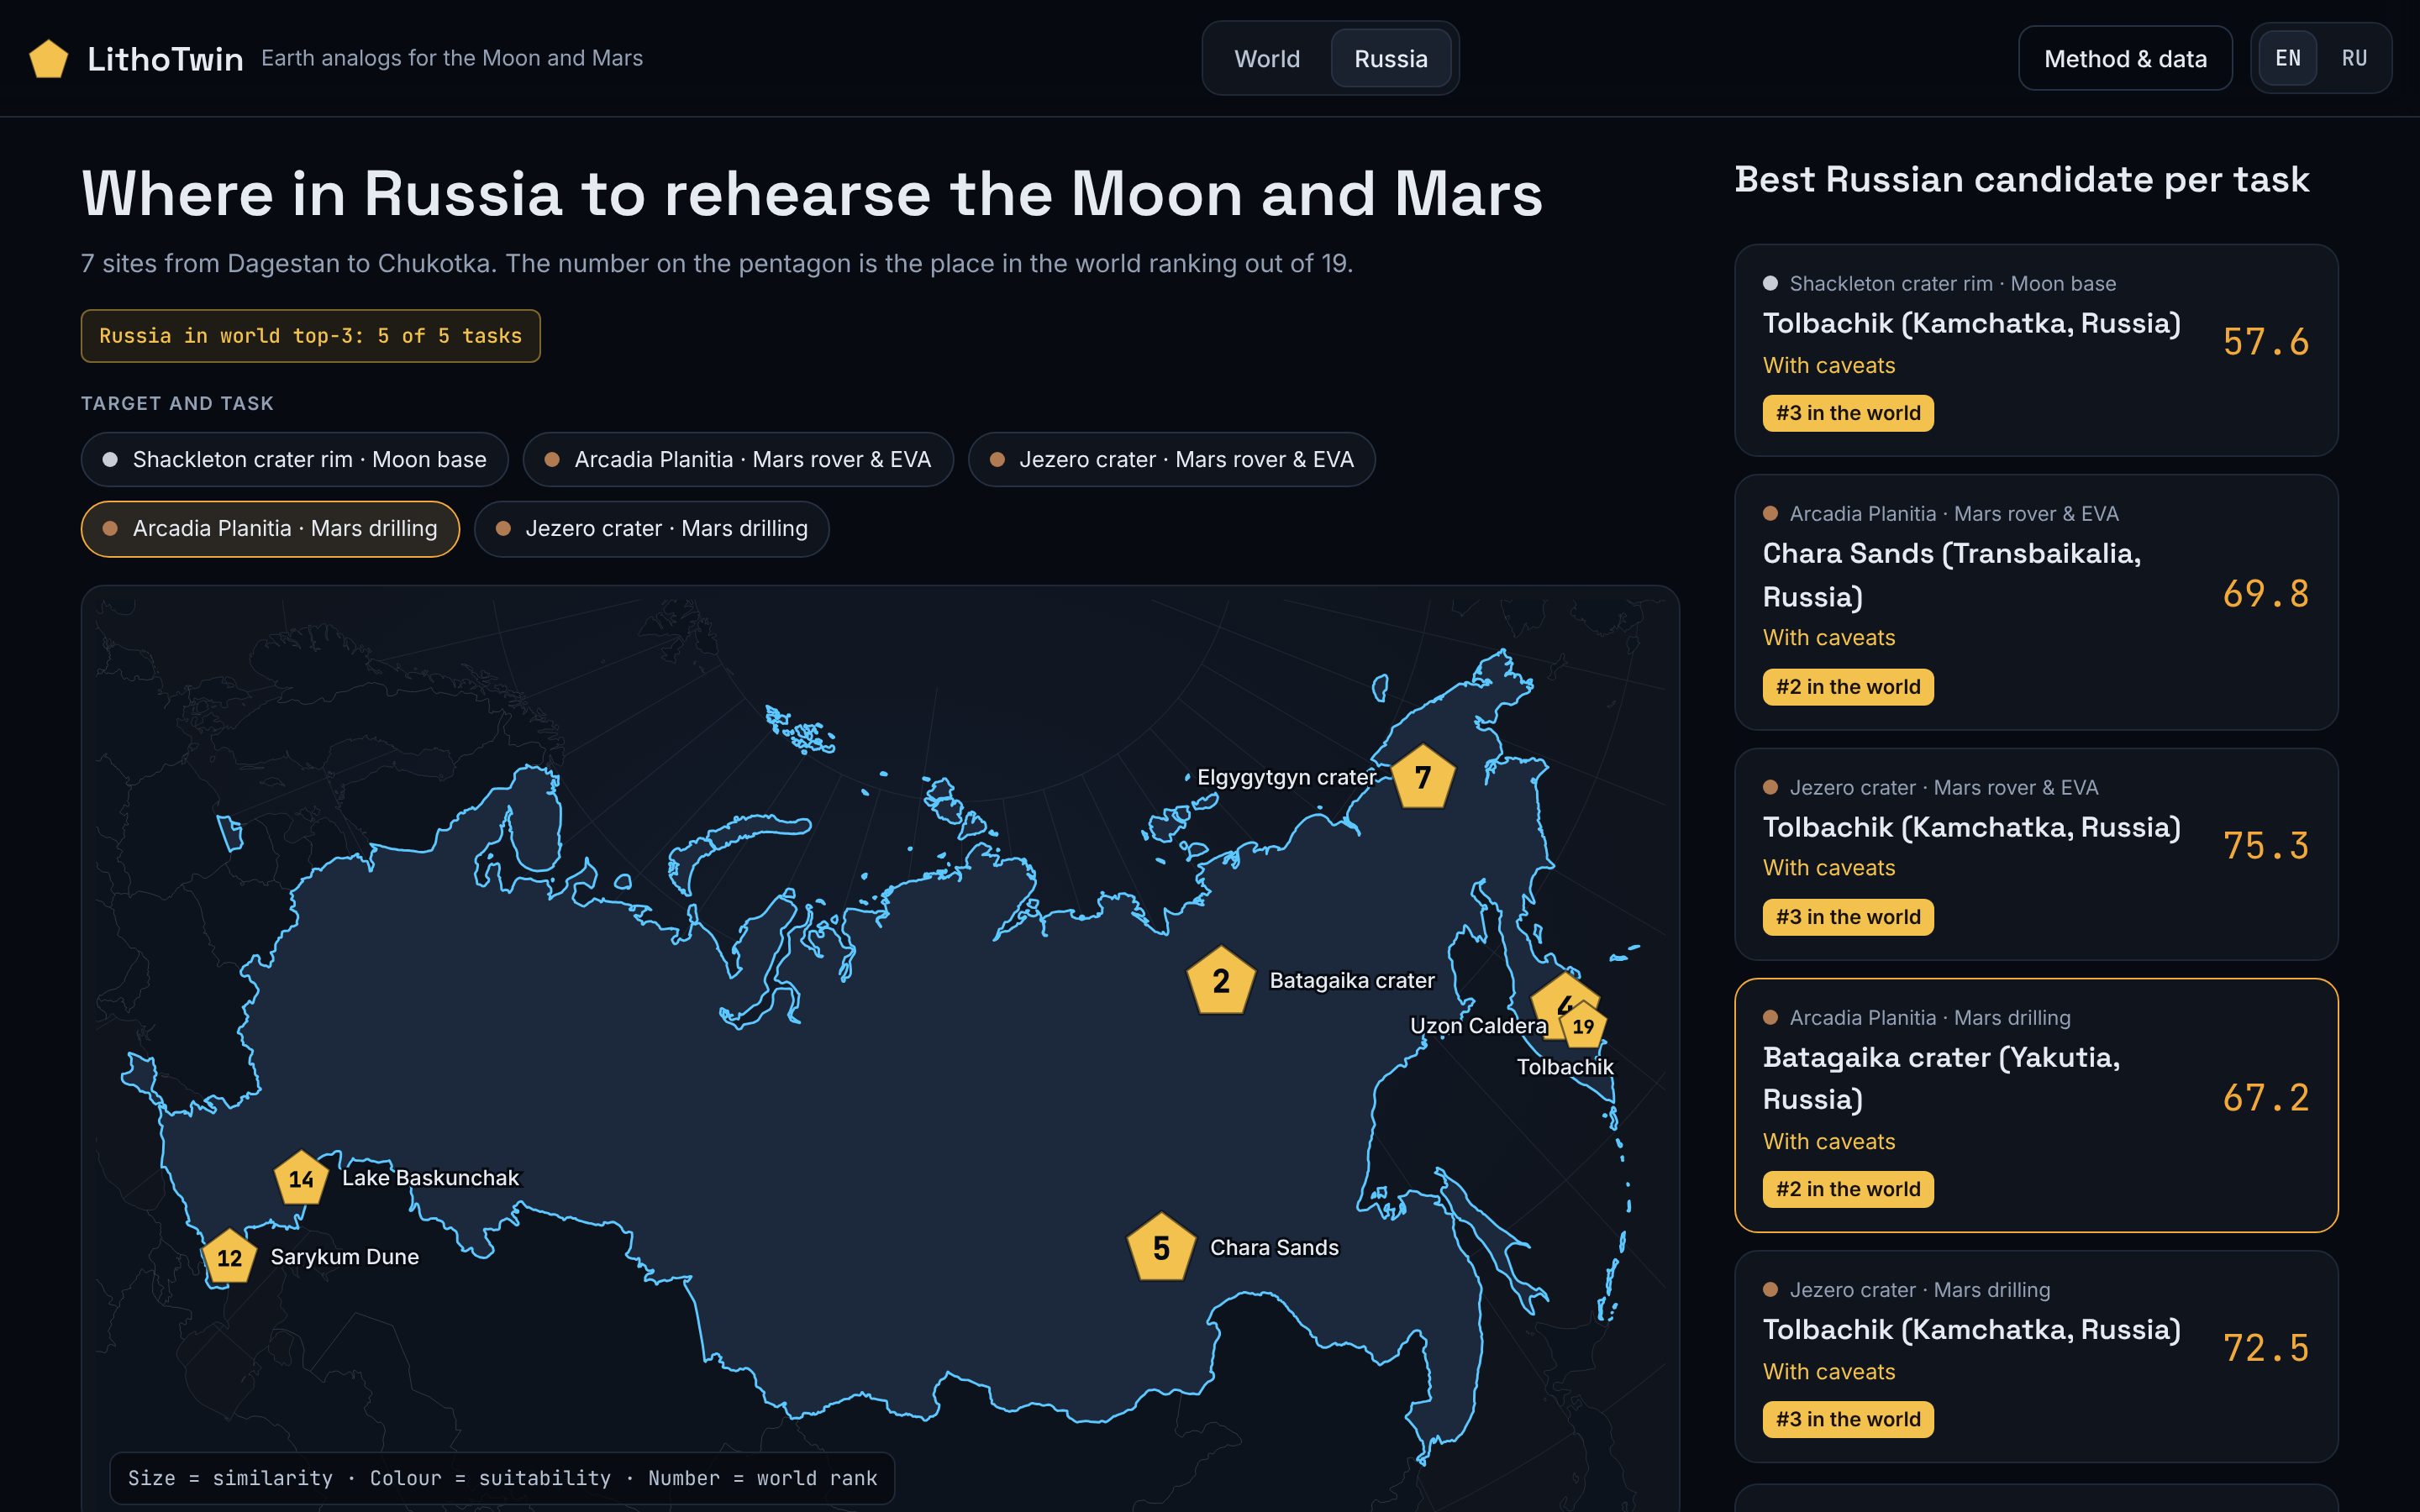 LithoTwin Earth analogs for the Moon and Mars
World Russia
Method & data
EN RU
Where in Russia to rehearse the Moon and Mars
7 sites from Dagestan to Chukotka. The number on the pentagon is the place in the world ranking out of 19.
Russia in world top-3: 5 of 5 tasks
TARGET AND TASK
Shackleton crater rim · Moon base
Arcadia Planitia · Mars rover & EVA
Jezero crater · Mars rover & EVA
Arcadia Planitia · Mars drilling
Jezero crater · Mars drilling
Elgygytgyn crater 7
2 Batagaika crater
4
Uzon Caldera 19
Tolbachik
14 Lake Baskunchak
5 Chara Sands
12 Sarykum Dune
Size = similarity · Colour = suitability · Number = world rank
Best Russian candidate per task
Shackleton crater rim · Moon base
Tolbachik (Kamchatka, Russia)
57.6
With caveats
#3 in the world
Arcadia Planitia · Mars rover & EVA
Chara Sands (Transbaikalia,
Russia)
69.8
With caveats
#2 in the world
Jezero crater · Mars rover & EVA
Tolbachik (Kamchatka, Russia)
75.3
With caveats
#3 in the world
Arcadia Planitia · Mars drilling
Batagaika crater (Yakutia,
Russia)
67.2
With caveats
#2 in the world
Jezero crater · Mars drilling
Tolbachik (Kamchatka, Russia)
72.5
With caveats
#3 in the world